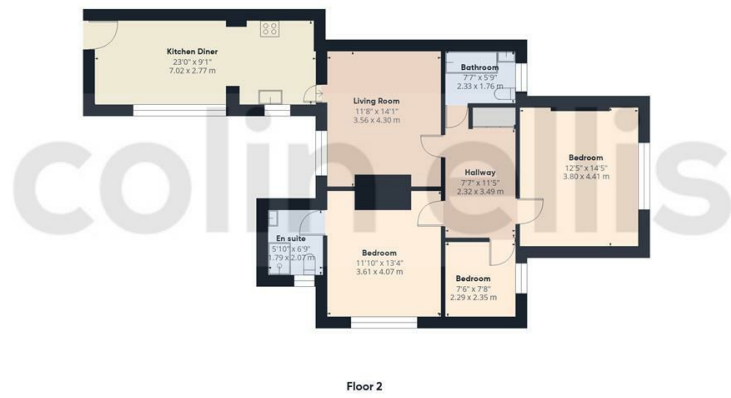 Kitchen Diner
23'0" x 9'1"
7.02 x 2.77 m
Living Room
11'8" x 14'1"
3.56 x 4.30 m
Bathroom
7'7" x 5'9"
2.33 x 1.76 m
Hallway
7'7" x 11'5"
2.32 x 3.49 m
Bedroom
12'5" x 14'5"
3.80 x 4.41 m
En suite
5'10" x 6'9"
1.79 x 2.07 m
Bedroom
11'10" x 13'4"
3.61 x 4.07 m
Bedroom
7'6" x 7'8"
2.29 x 2.35 m
colin ellis
Floor 2